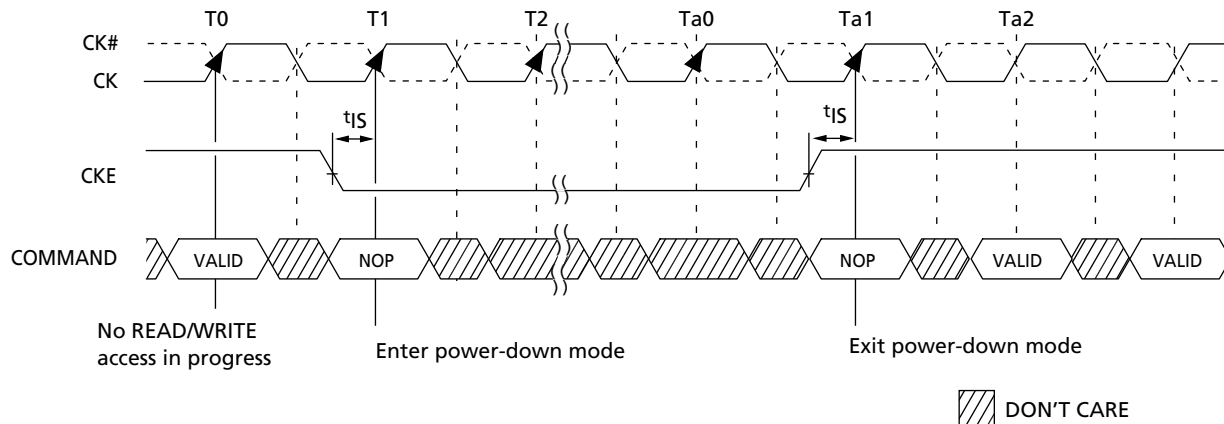 T0 T1 T2 Ta0 Ta1 Ta2
CK#
CK
tIS tIS
CKE
COMMAND VALID NOP NOP VALID VALID
No READ/WRITE
access in progress
Enter power-down mode
Exit power-down mode
DON'T CARE